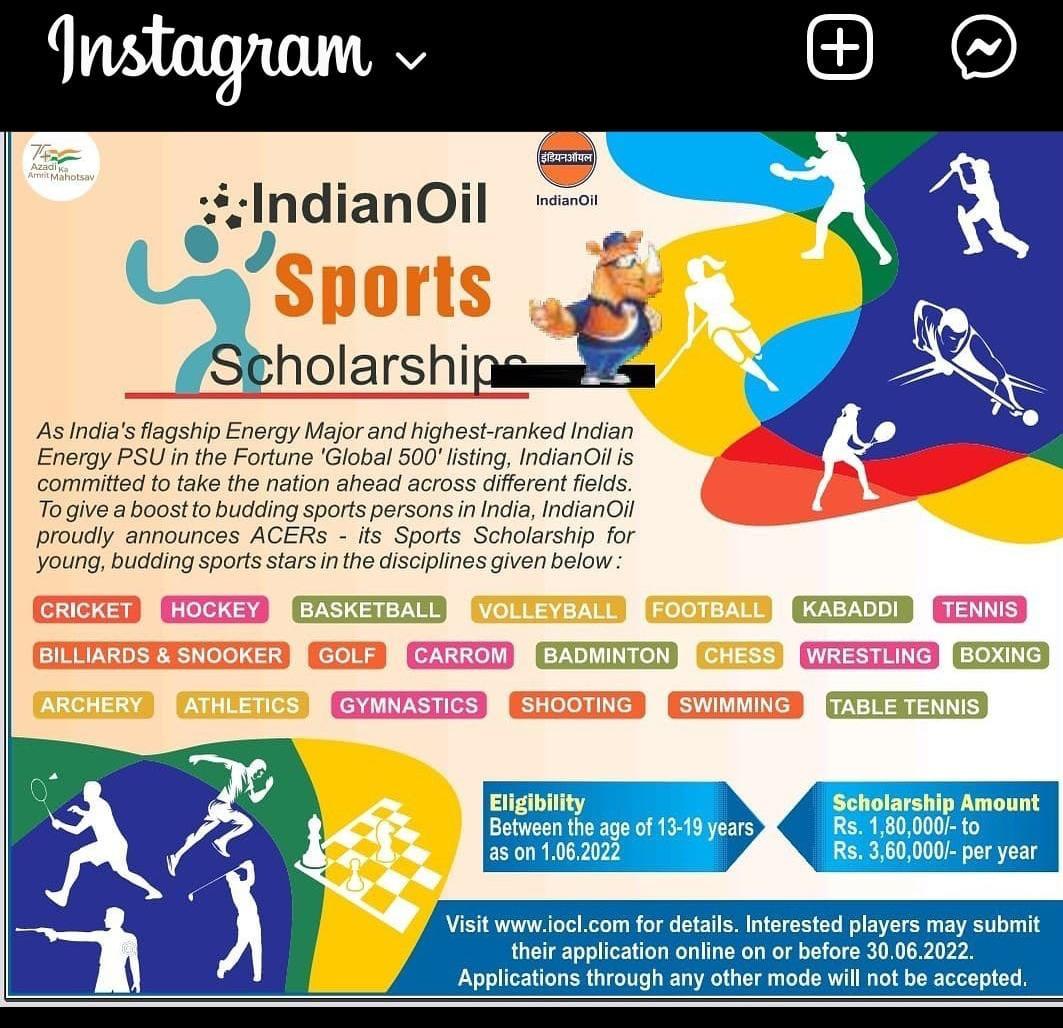 Instagram
75
Azadi Ka
Amrit Mahotsav
इंडियनऑयल
IndianOil
IndianOil
Sports
Scholarships
As India's flagship Energy Major and highest-ranked Indian
Energy PSU in the Fortune 'Global 500' listing, IndianOil is
committed to take the nation ahead across different fields.
To give a boost to budding sports persons in India, IndianOil
proudly announces ACERs - its Sports Scholarship for
young, budding sports stars in the disciplines given below :
CRICKET HOCKEY BASKETBALL VOLLEYBALL FOOTBALL KABADDI TENNIS
BILLIARDS & SNOOKER GOLF CARROM BADMINTON CHESS WRESTLING BOXING
ARCHERY ATHLETICS GYMNASTICS SHOOTING SWIMMING TABLE TENNIS
Eligibility
Between the age of 13-19 years
as on 1.06.2022
Scholarship Amount
Rs. 1,80,000/- to
Rs. 3,60,000/- per year
Visit www.iocl.com for details. Interested players may submit
their application online on or before 30.06.2022.
Applications through any other mode will not be accepted.